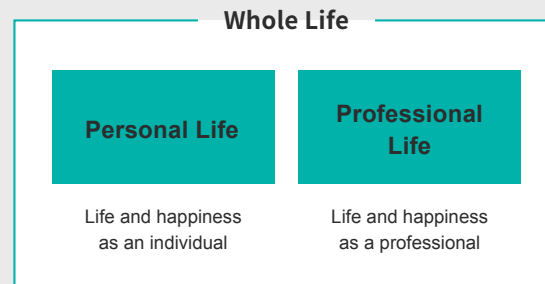 Whole Life
Personal Life
Professional
Life
Life and happiness
as an individual
Life and happiness
as a professional